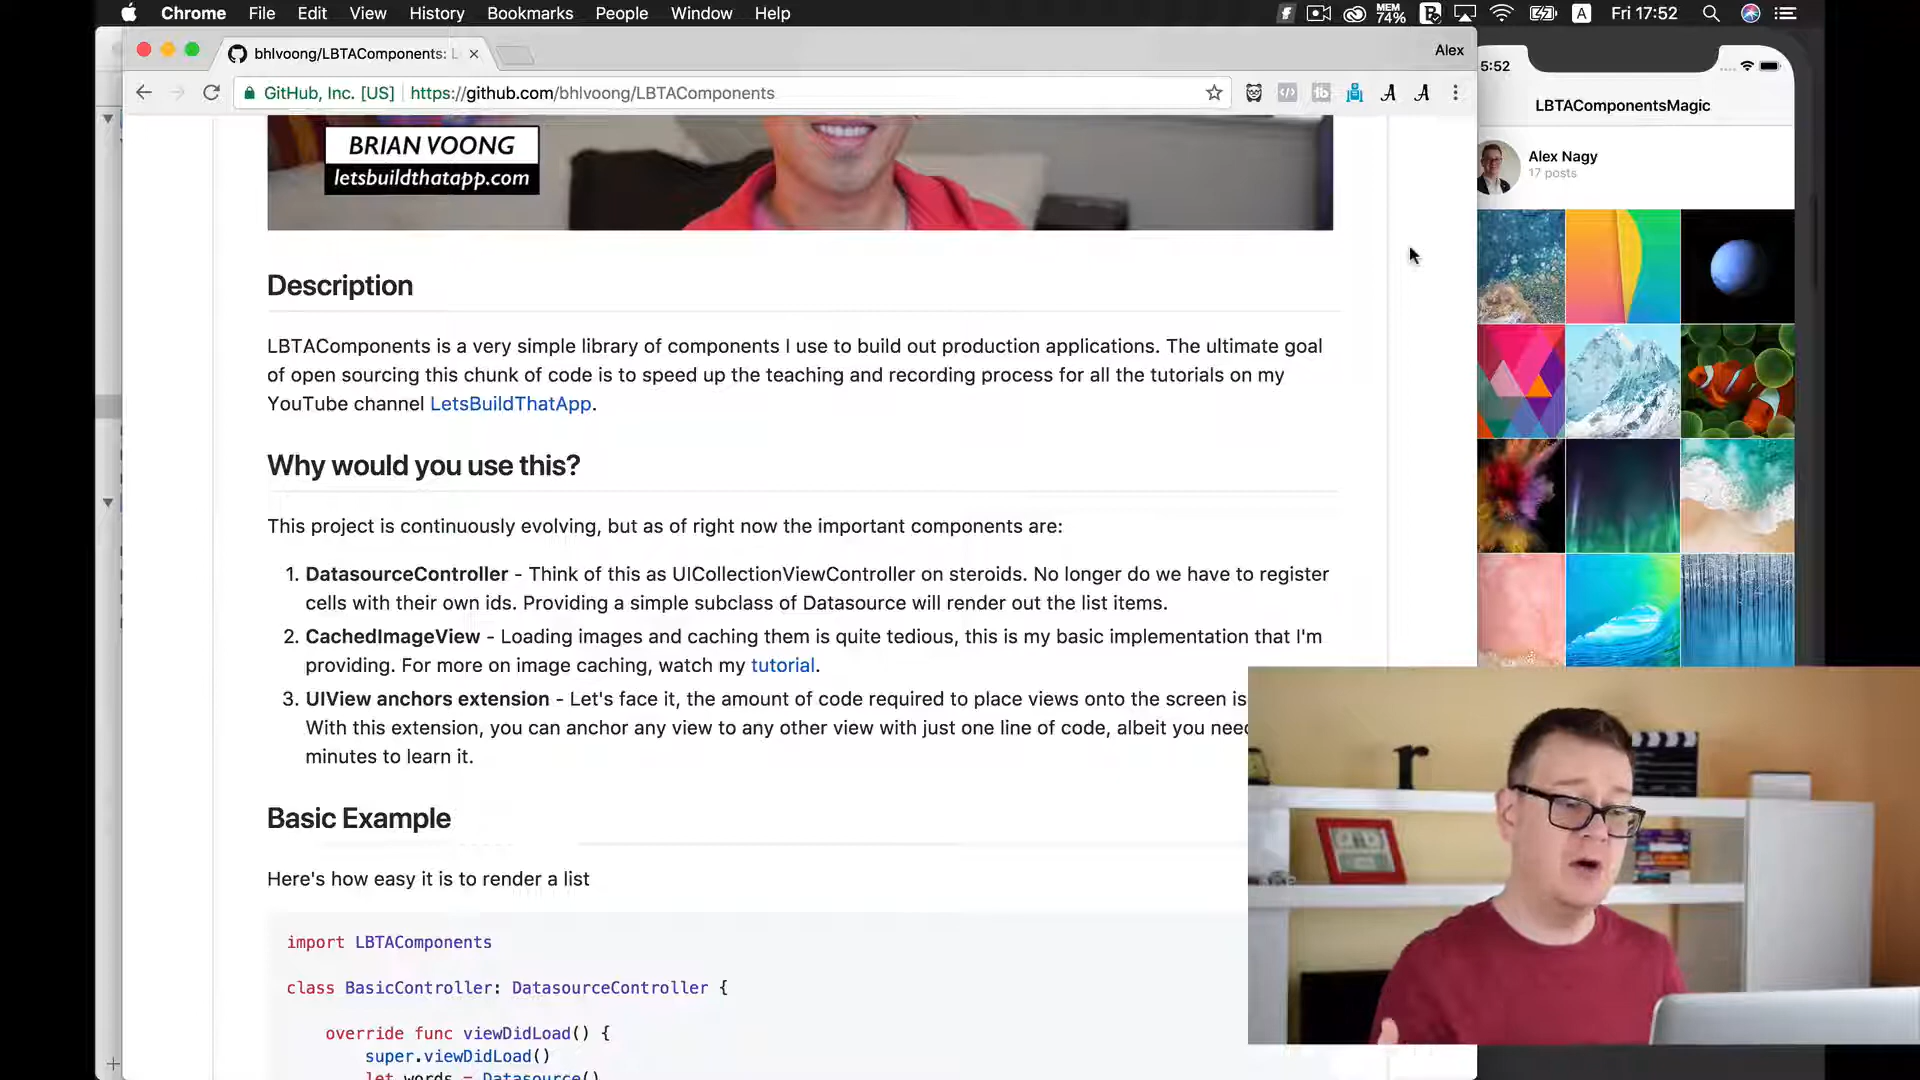 Chrome File Edit View History Bookmarks People Window Help
MEM
74%
A
Fri 17:52
bhlvoong/LBTAComponents: L
Alex
GitHub, Inc. [US] https://github.com/bhlvoong/LBTAComponents
5:52
LBTAComponentsMagic
Alex Nagy
17 posts
BRIAN VOONG
letsbuildthatapp.com
Description
LBTAComponents is a very simple library of components I use to build out production applications. The ultimate goal
of open sourcing this chunk of code is to speed up the teaching and recording process for all the tutorials on my
YouTube channel LetsBuildThatApp.
Why would you use this?
This project is continuously evolving, but as of right now the important components are:
1. DatasourceController - Think of this as UICollectionViewController on steroids. No longer do we have to register
cells with their own ids. Providing a simple subclass of Datasource will render out the list items.
2. CachedImageView - Loading images and caching them is quite tedious, this is my basic implementation that I'm
providing. For more on image caching, watch my tutorial.
3. UIView anchors extension - Let's face it, the amount of code required to place views onto the screen is
With this extension, you can anchor any view to any other view with just one line of code, albeit you need
minutes to learn it.
Basic Example
Here's how easy it is to render a list
import LBTAComponents
class BasicController: DatasourceController {
override func viewDidLoad() {
super.viewDidLoad()
let words = Datasource()